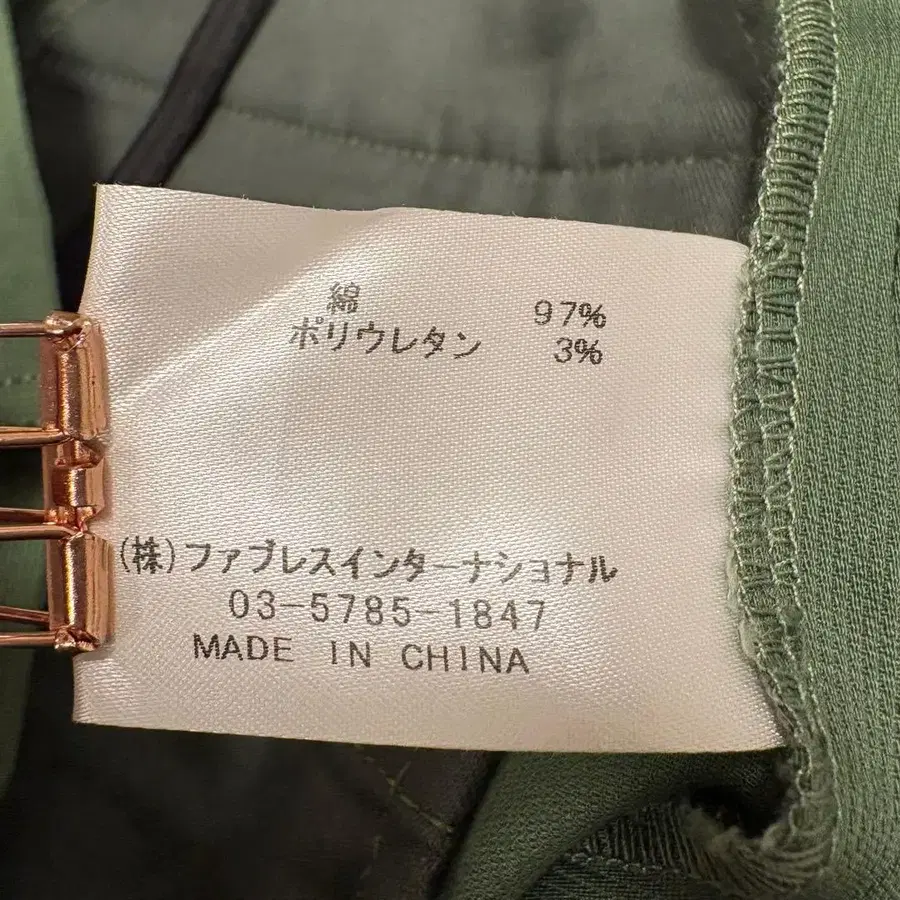 綿 97%
ポリウレタン 3%
(株)ファブレスインターナショナル
03-5785-1847
MADE IN CHINA